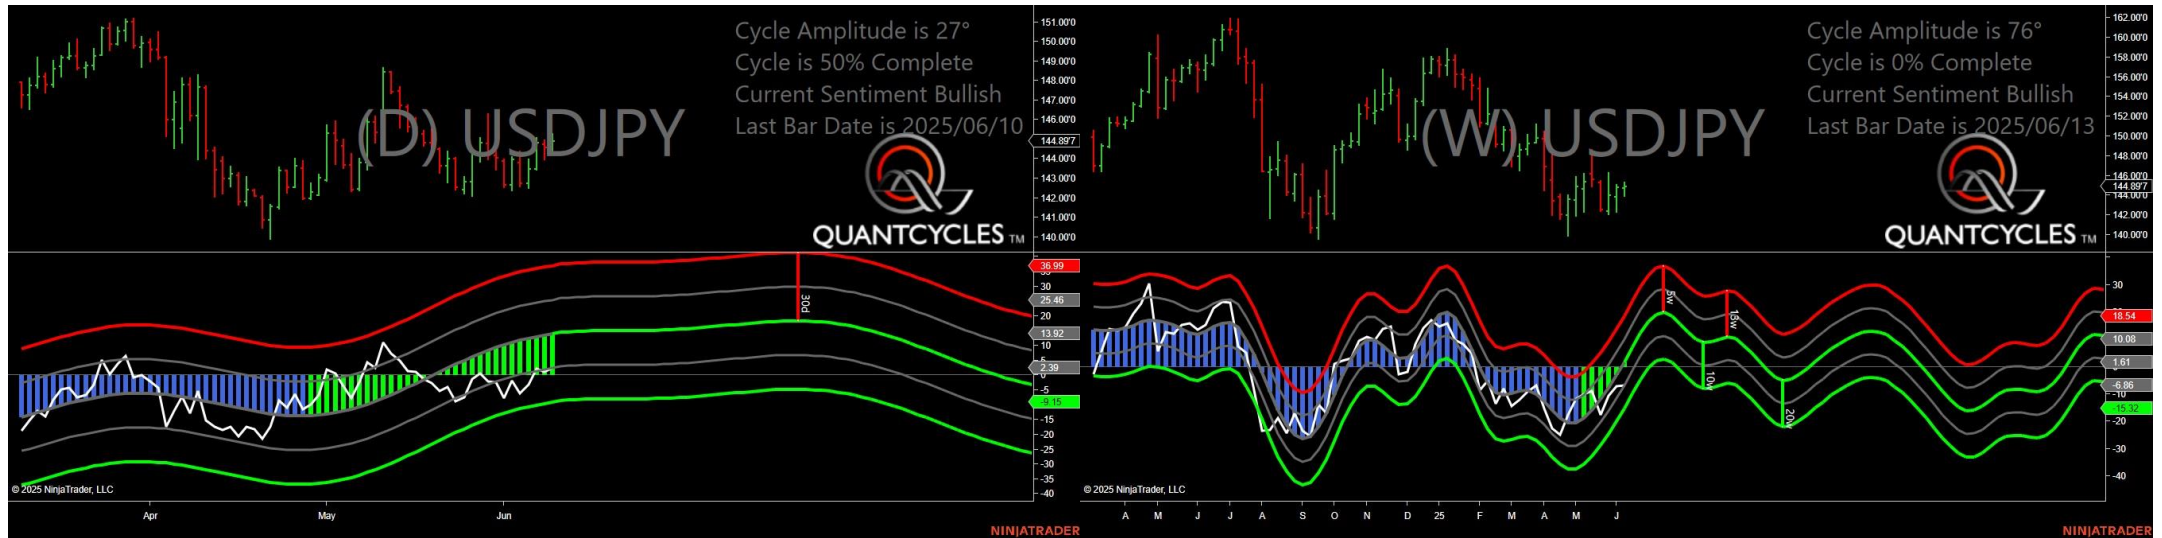 Cycle Amplitude is 27°
Cycle is 50% Complete
Current Sentiment Bullish
Last Bar Date is 2025/06/10
(D) USDJPY
QUANTCYCLES TM
151.00'0
150.00'0
149.00'0
148.00'0
147.00'0
146.00'0
144.89'7
144.00'0
143.00'0
142.00'0
141.00'0
140.00'0
30d
36.99
30
25.46
20
13.92
10
5
2.39
-5
-9.15
-15
-20
-25
-30
-35
-40
© 2025 NinjaTrader, LLC
Apr
May
Jun
NINJATRADER
Cycle Amplitude is 76°
Cycle is 0% Complete
Current Sentiment Bullish
Last Bar Date is 2025/06/13
(W) USDJPY
QUANTCYCLES TM
162.00'0
160.00'0
158.00'0
156.00'0
154.00'0
152.00'0
150.00'0
148.00'0
146.00'0
144.89'7
144.00'0
142.00'0
140.00'0
5w
18w
10w
20w
30
18.54
10.08
1.61
-6.86
-10
-15.32
-20
-30
-40
© 2025 NinjaTrader, LLC
A M J J A S O N D 25 F M A M J
NINJATRADER